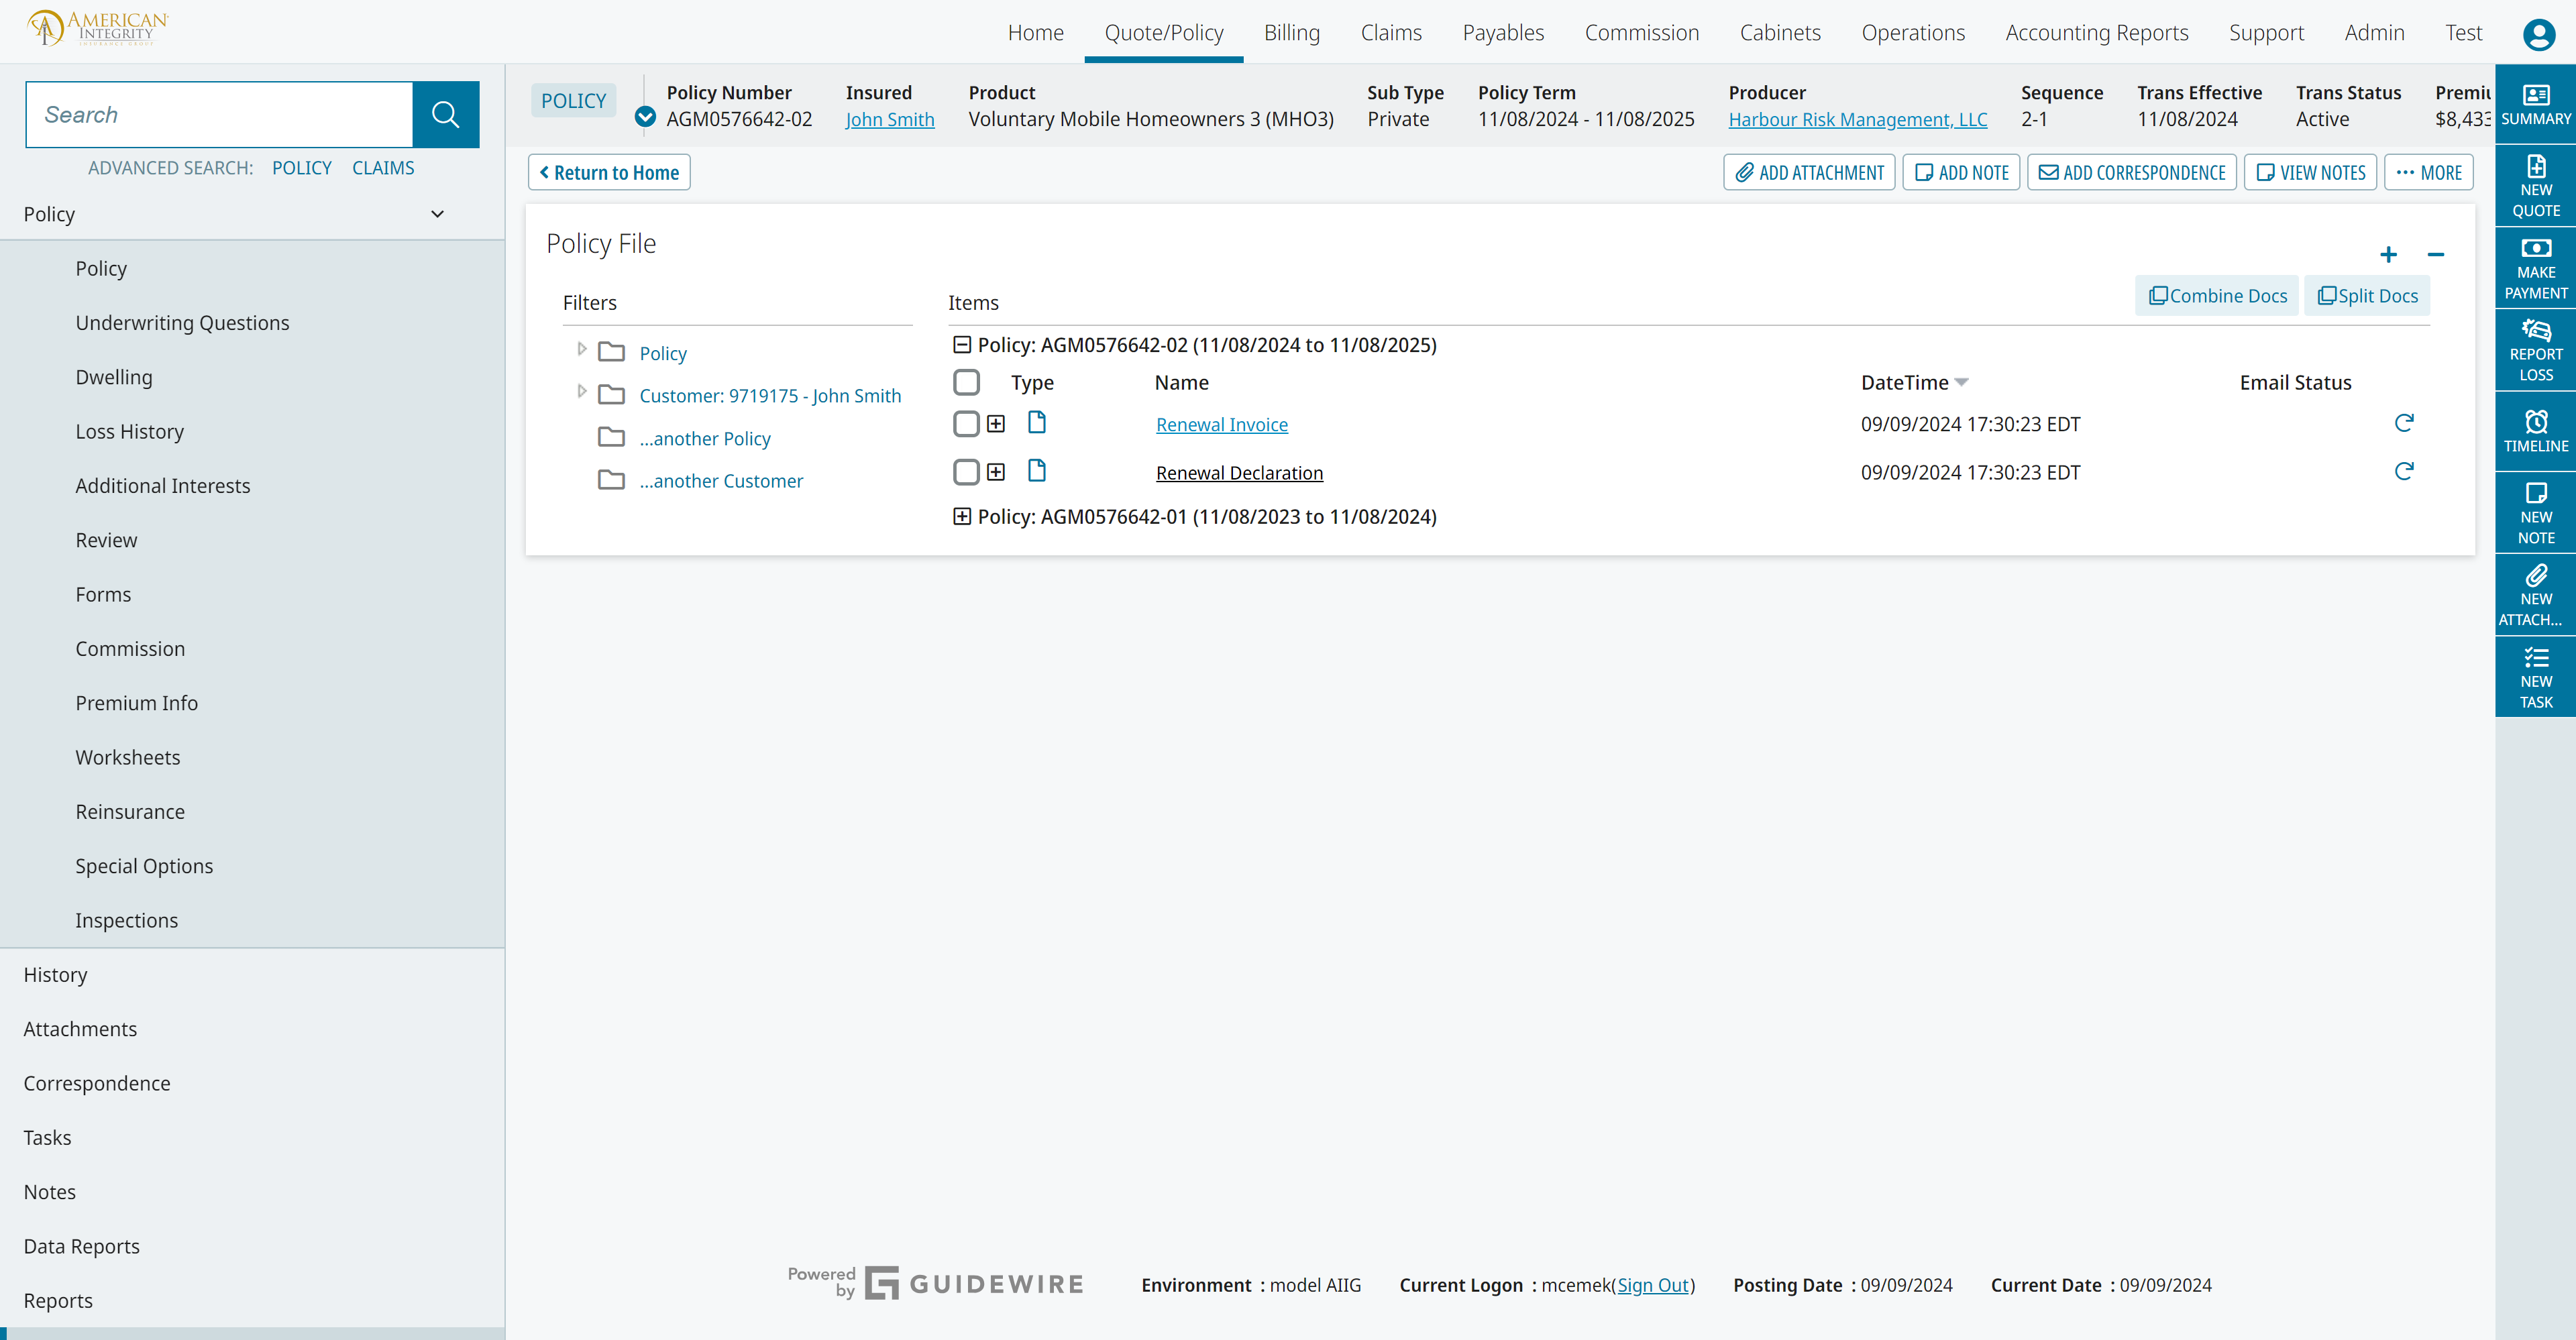 AMERICAN
INTEGRITY
INSURANCE GROUP
Home Quote/Policy Billing Claims Payables Commission Cabinets Operations Accounting Reports Support Admin Test
Search
ADVANCED SEARCH: POLICY CLAIMS
Policy
Policy
Underwriting Questions
Dwelling
Loss History
Additional Interests
Review
Forms
Commission
Premium Info
Worksheets
Reinsurance
Special Options
Inspections
History
Attachments
Correspondence
Tasks
Notes
Data Reports
Reports
POLICY
Policy Number Insured Product Sub Type Policy Term Producer Sequence Trans Effective Trans Status Premiu
AGM0576642-02 John Smith Voluntary Mobile Homeowners 3 (MHO3) Private 11/08/2024 - 11/08/2025 Harbour Risk Management, LLC 2-1 11/08/2024 Active $8,433
Return to Home
ADD ATTACHMENT ADD NOTE ADD CORRESPONDENCE VIEW NOTES ... MORE
Policy File
+ −
Filters
Items
Combine Docs Split Docs
Policy
Customer: 9719175 - John Smith
...another Policy
...another Customer
Policy: AGM0576642-02 (11/08/2024 to 11/08/2025)
Type Name DateTime Email Status
Renewal Invoice 09/09/2024 17:30:23 EDT
Renewal Declaration 09/09/2024 17:30:23 EDT
Policy: AGM0576642-01 (11/08/2023 to 11/08/2024)
SUMMARY
NEW
QUOTE
MAKE
PAYMENT
REPORT
LOSS
TIMELINE
NEW
NOTE
NEW
ATTACH...
NEW
TASK
Powered
by
GUIDEWIRE
Environment : model AIIG Current Logon : mcemek(Sign Out) Posting Date : 09/09/2024 Current Date : 09/09/2024